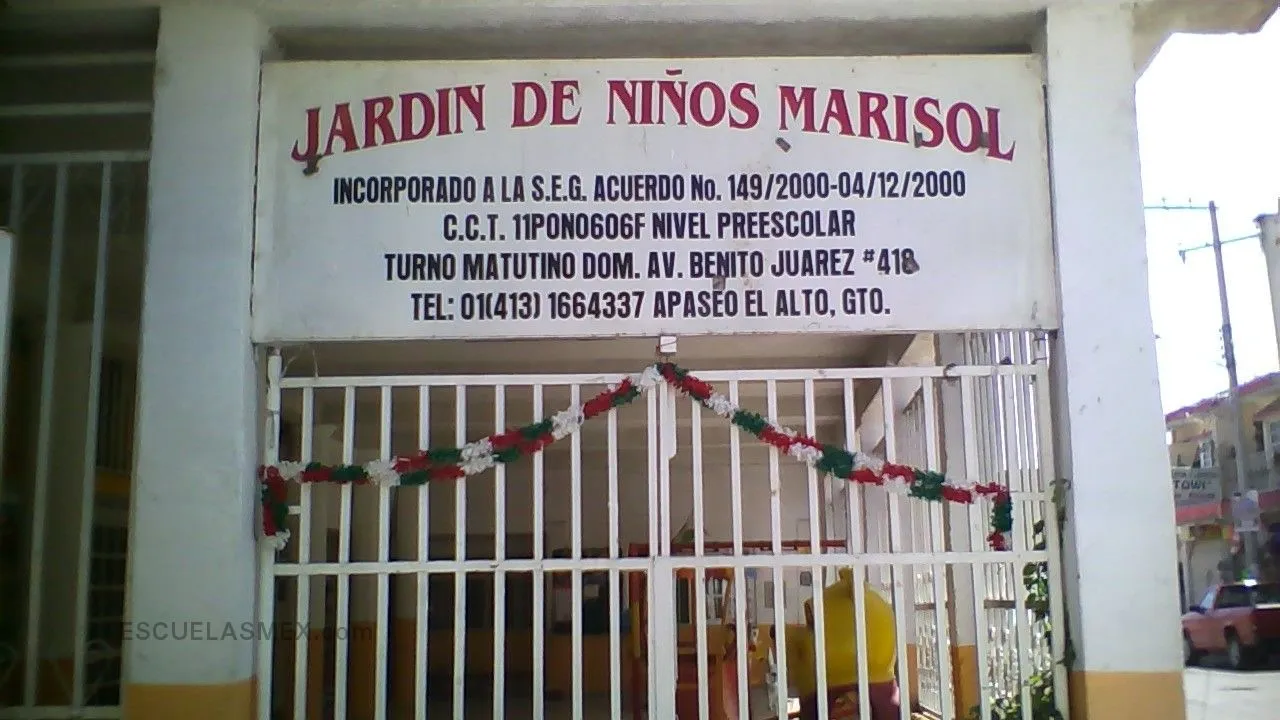 JARDIN DE NIÑOS MARISOL
INCORPORADO A LA S.E.G. ACUERDO No. 149/2000-04/12/2000
C.C.T. 11PON0606F NIVEL PREESCOLAR
TURNO MATUTINO DOM. AV. BENITO JUAREZ #418
TEL: 01(413) 1664337 APASEO EL ALTO, GTO.
ESCUELASMEX.com